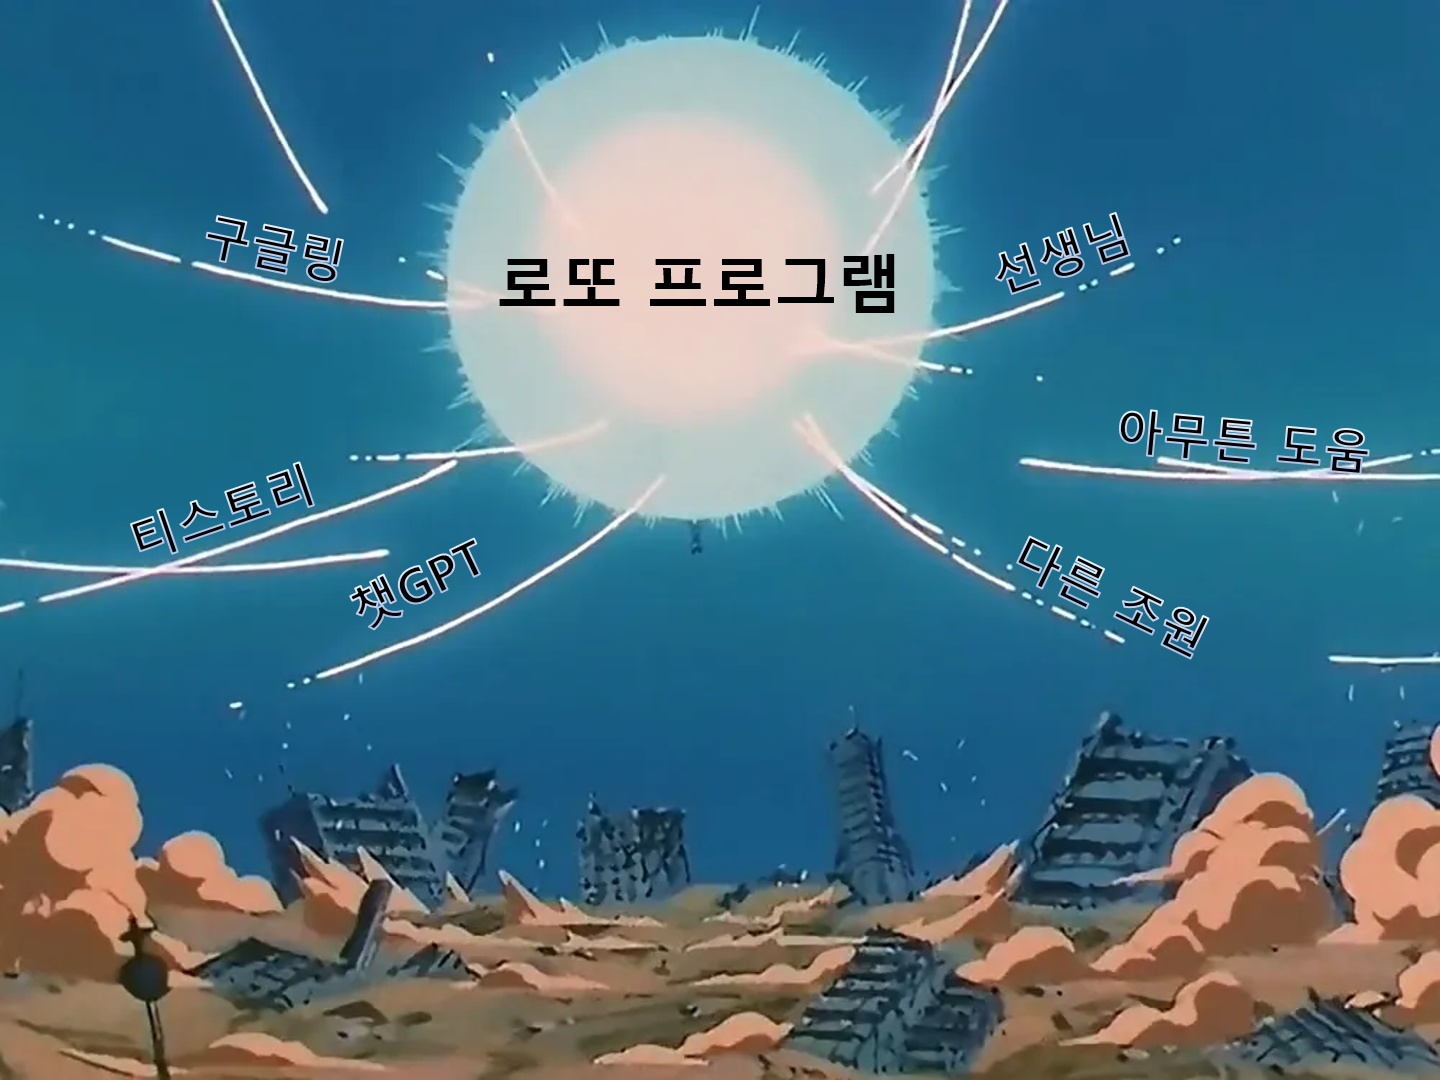 구글링
선생님
로또 프로그램
아무튼 도움
티스토리
챗GPT
다른 조원